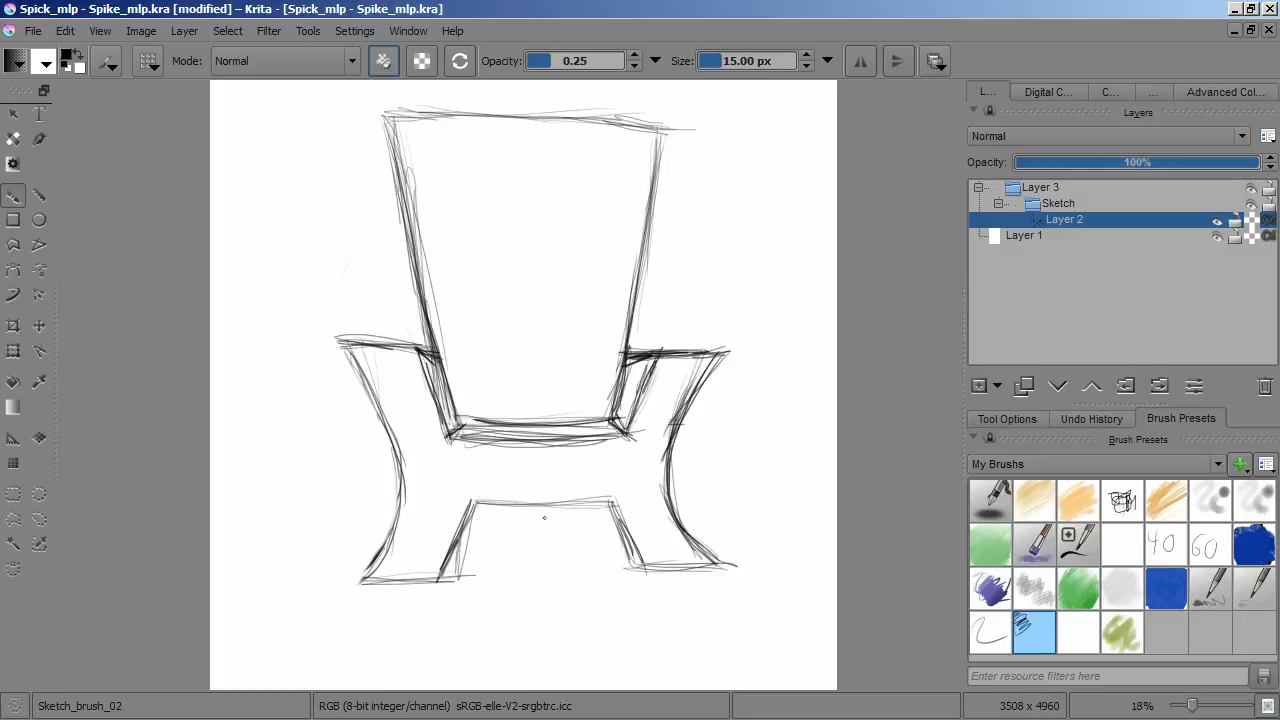 Spick_mlp - Spike_mlp.kra [modified] – Krita - [Spick_mlp - Spike_mlp.kra]
File Edit View Image Layer Select Filter Tools Settings Window Help
Mode: Normal Opacity: 0.25 Size: 15.00 px
L... Digital C... C... ... Advanced Col...
Layers
Normal
Opacity: 100%
Layer 3
Sketch
Layer 2
Layer 1
Tool Options Undo History Brush Presets
Brush Presets
My Brushes
40 60
Enter resource filters here
Sketch_brush_02 RGB (8-bit integer/channel) sRGB-elle-V2-srgbtrc.icc 3508 x 4960 18%